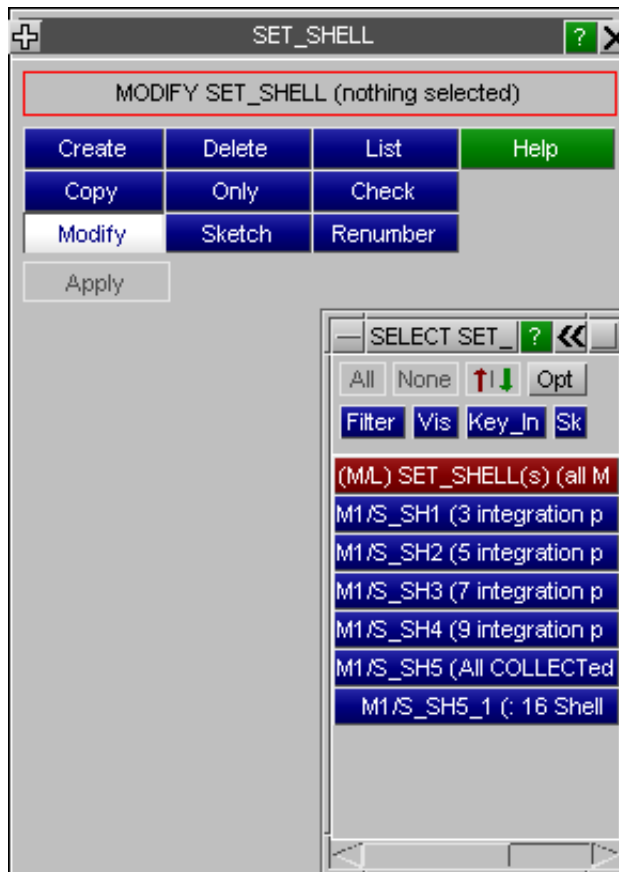 SET_SHELL ? X
MODIFY SET_SHELL (nothing selected)
Create Delete List Help
Copy Only Check
Modify Sketch Renumber
Apply
SELECT SET_ ?
All None Opt
Filter Vis Key_In Sk
(M/L) SET_SHELL(s) (all M
M1/S_SH1 (3 integration p
M1/S_SH2 (5 integration p
M1/S_SH3 (7 integration p
M1/S_SH4 (9 integration p
M1/S_SH5 (All COLLECTed
M1/S_SH5_1 (: 16 Shell